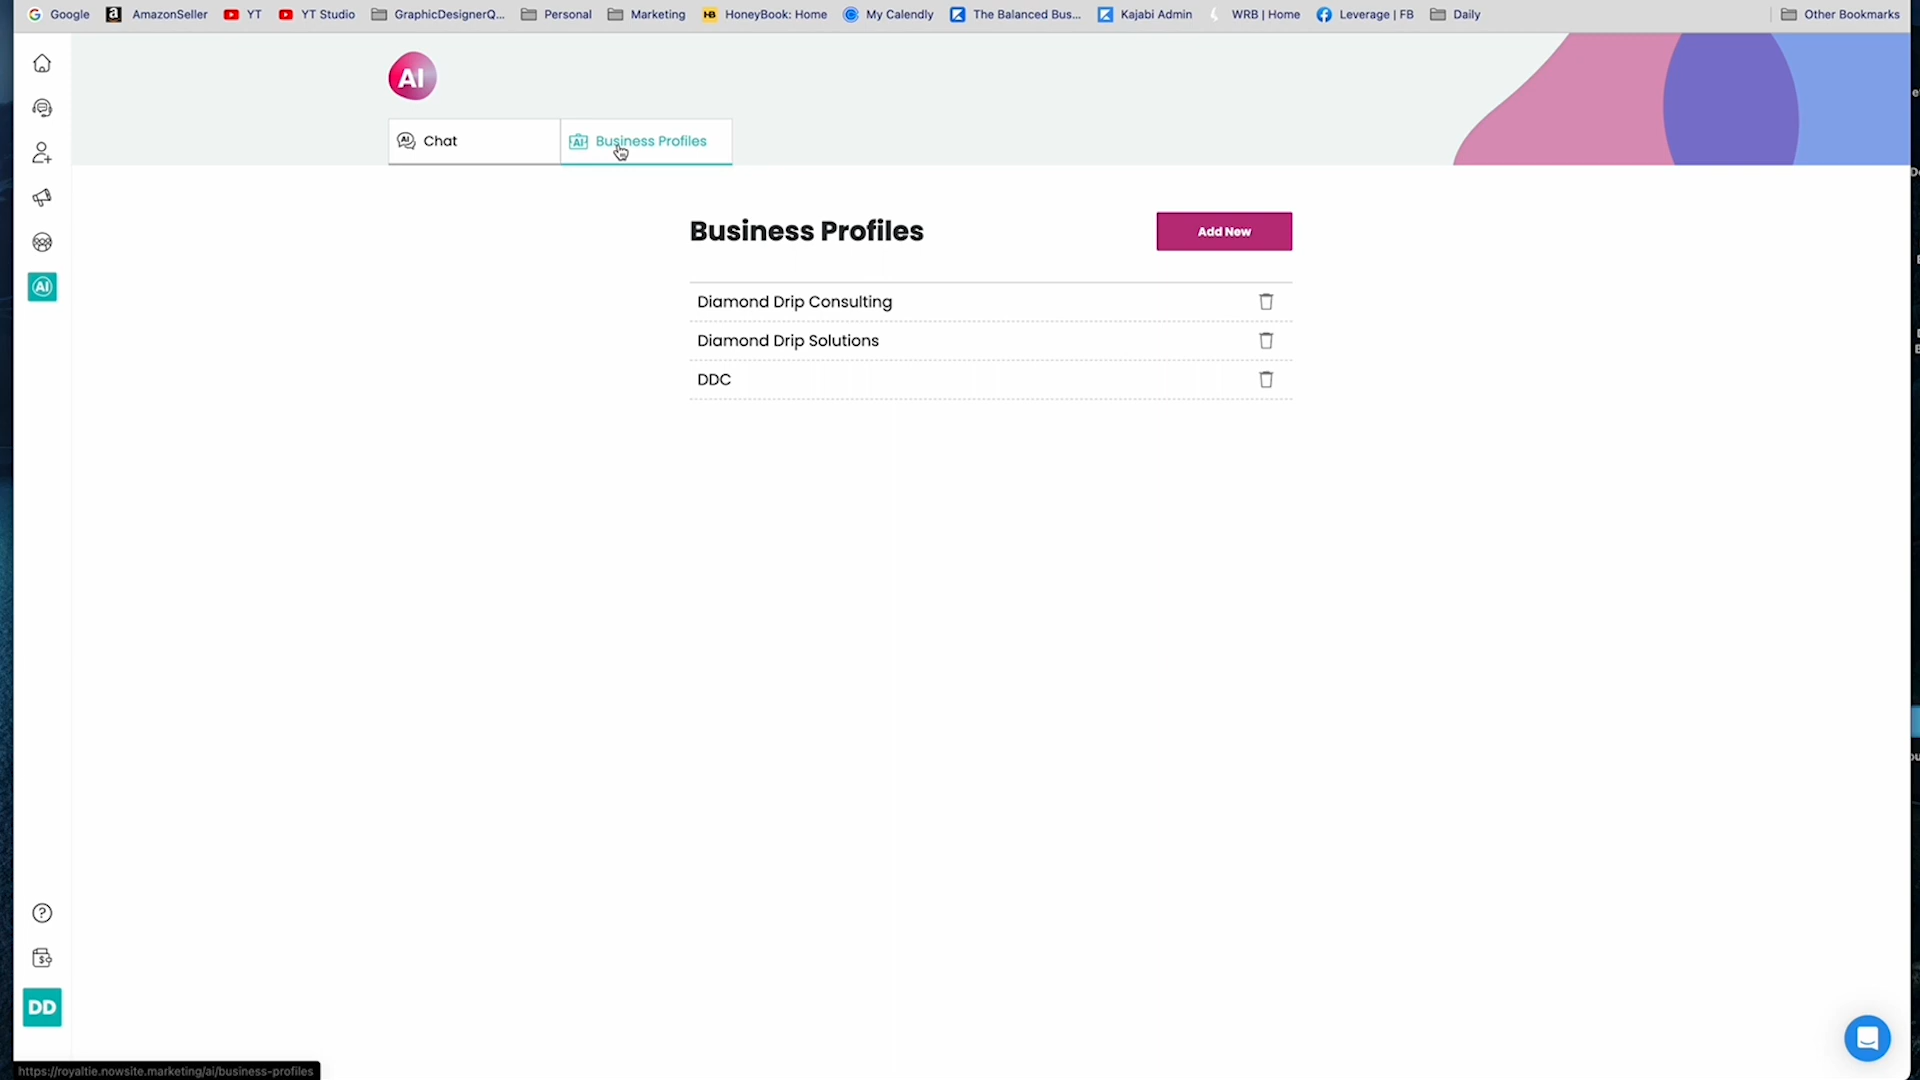 Google AmazonSeller YT YT Studio GraphicDesignerQ... Personal Marketing HoneyBook: Home My Calendly The Balanced Bus... Kajabi Admin WRB | Home Leverage | FB Daily Other Bookmarks
AI
Chat Business Profiles
Business Profiles Add New
AI
Diamond Drip Consulting
Diamond Drip Solutions
DDC
DD
https://royaltie.nowsite.marketing/ai/business-profiles